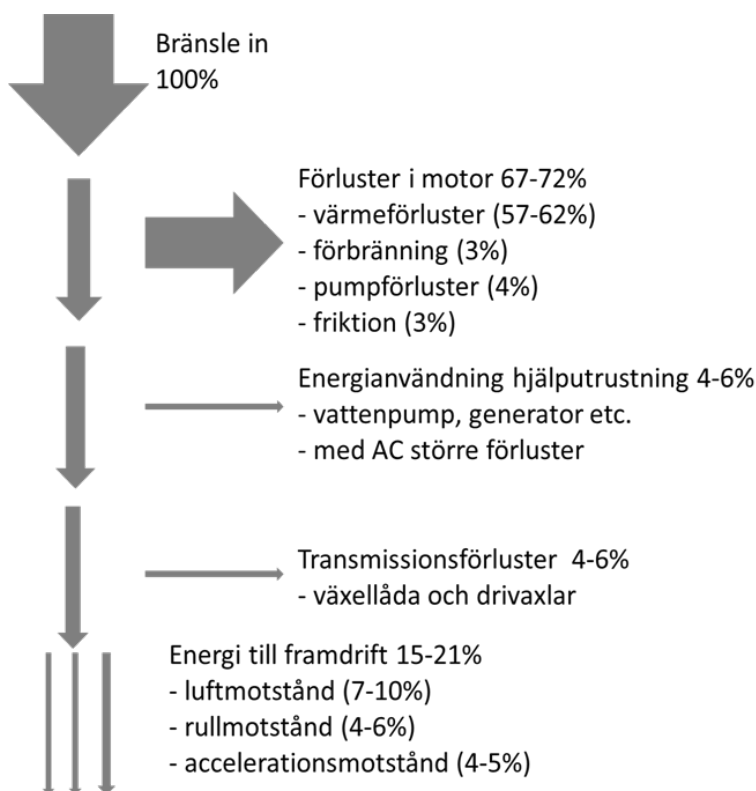 Bränsle in
100%
Förluster i motor 67-72%
- värmeförluster (57-62%)
- förbränning (3%)
- pumpförluster (4%)
- friktion (3%)
Energianvändning hjälputrustning 4-6%
- vattenpump, generator etc.
- med AC större förluster
Transmissionsförluster 4-6%
- växellåda och drivaxlar
Energi till framdrift 15-21%
- luftmotstånd (7-10%)
- rullmotstånd (4-6%)
- accelerationsmotstånd (4-5%)